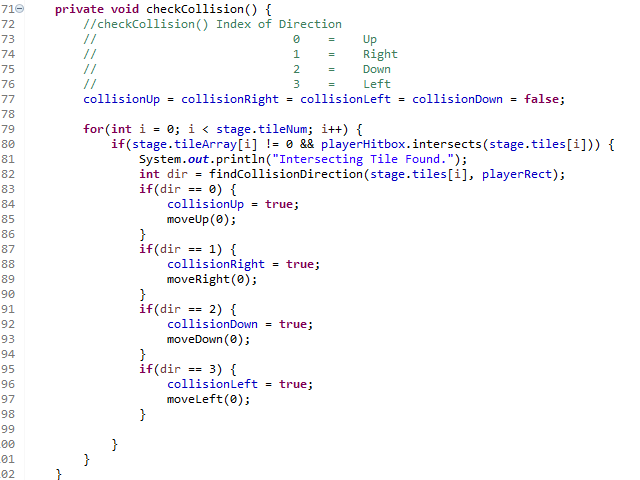 71 private void checkCollision() {
72 //checkCollision() Index of Direction
73 // 0 = Up
74 // 1 = Right
75 // 2 = Down
76 // 3 = Left
77 collisionUp = collisionRight = collisionLeft = collisionDown = false;
78
79 for(int i = 0; i < stage.tileNum; i++) {
80 if(stage.tileArray[i] != 0 && playerHitbox.intersects(stage.tiles[i])) {
81 System.out.println("Intersecting Tile Found.");
82 int dir = findCollisionDirection(stage.tiles[i], playerRect);
83 if(dir == 0) {
84 collisionUp = true;
85 moveUp(0);
86 }
87 if(dir == 1) {
88 collisionRight = true;
89 moveRight(0);
90 }
91 if(dir == 2) {
92 collisionDown = true;
93 moveDown(0);
94 }
95 if(dir == 3) {
96 collisionLeft = true;
97 moveLeft(0);
98 }
99
00 }
01 }
02 }